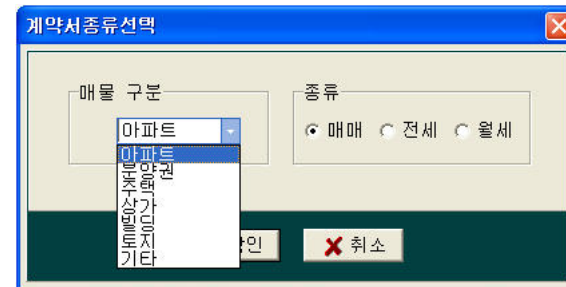 계약서종류선택
매물 구분
종류
아파트
매매 전세 월세
아파트
분양권
주택
상가
빌딩
토지
기타
인
취소